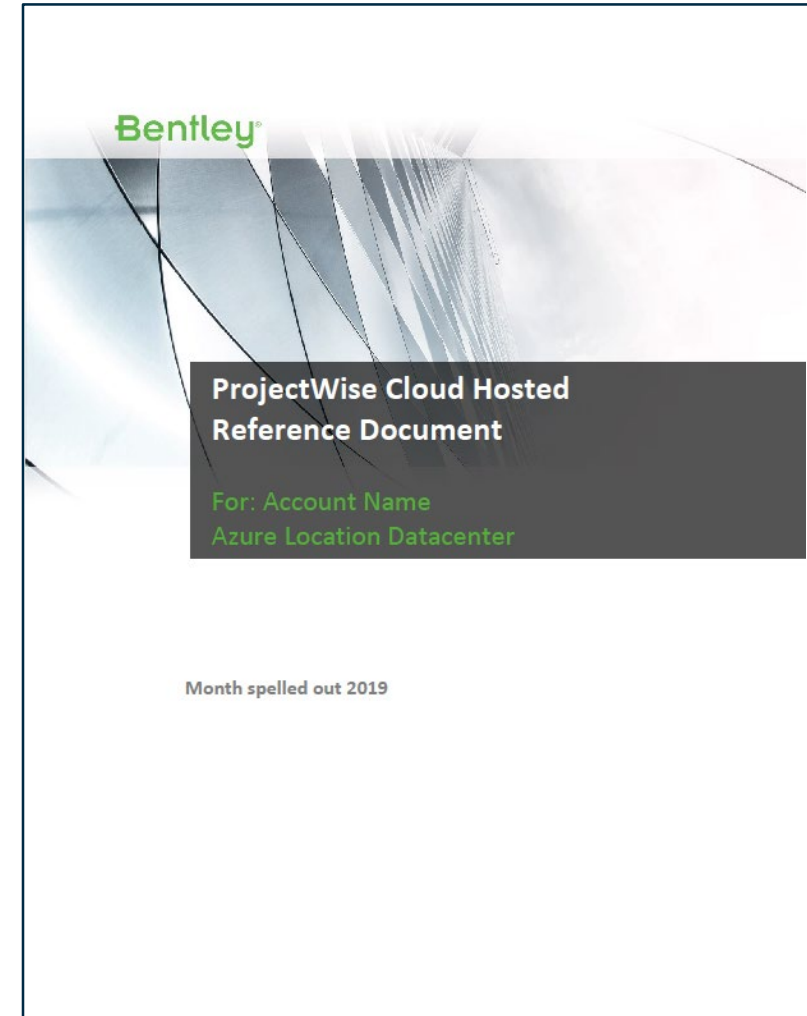 Bentley®
ProjectWise Cloud Hosted
Reference Document
For: Account Name
Azure Location Datacenter
Month spelled out 2019